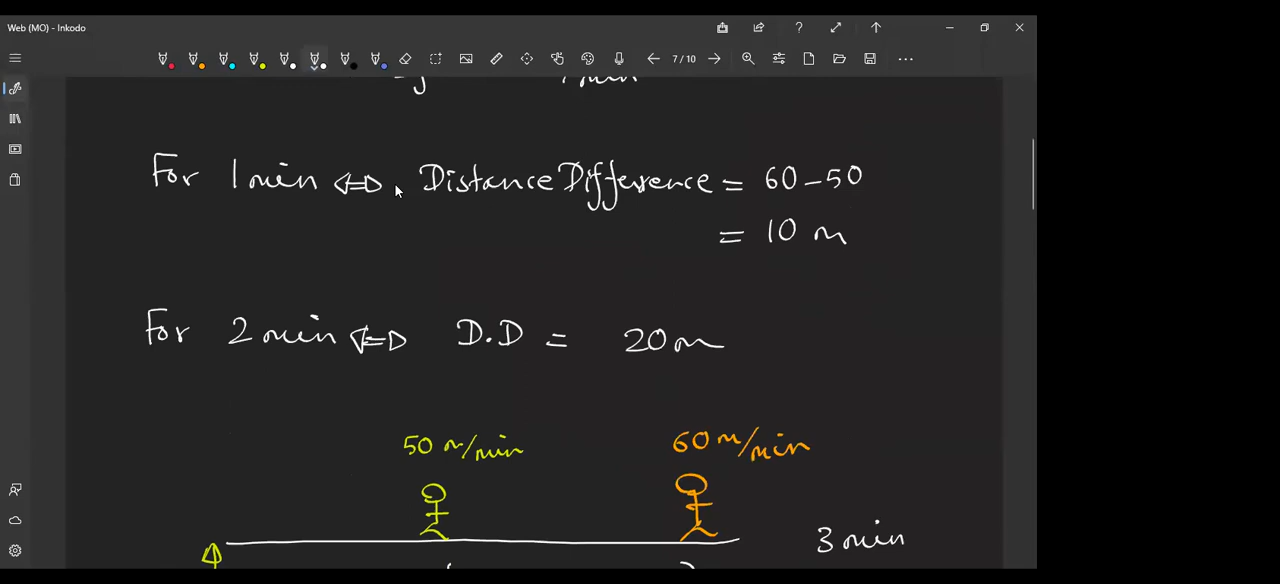 Web (MO) - Inkodo
7 / 10
min
For 1 min ⇔ Distance Difference = 60 - 50
= 10 m
For 2 min ⇔ D.D = 20 m
50 m/min 60 m/min
3 min